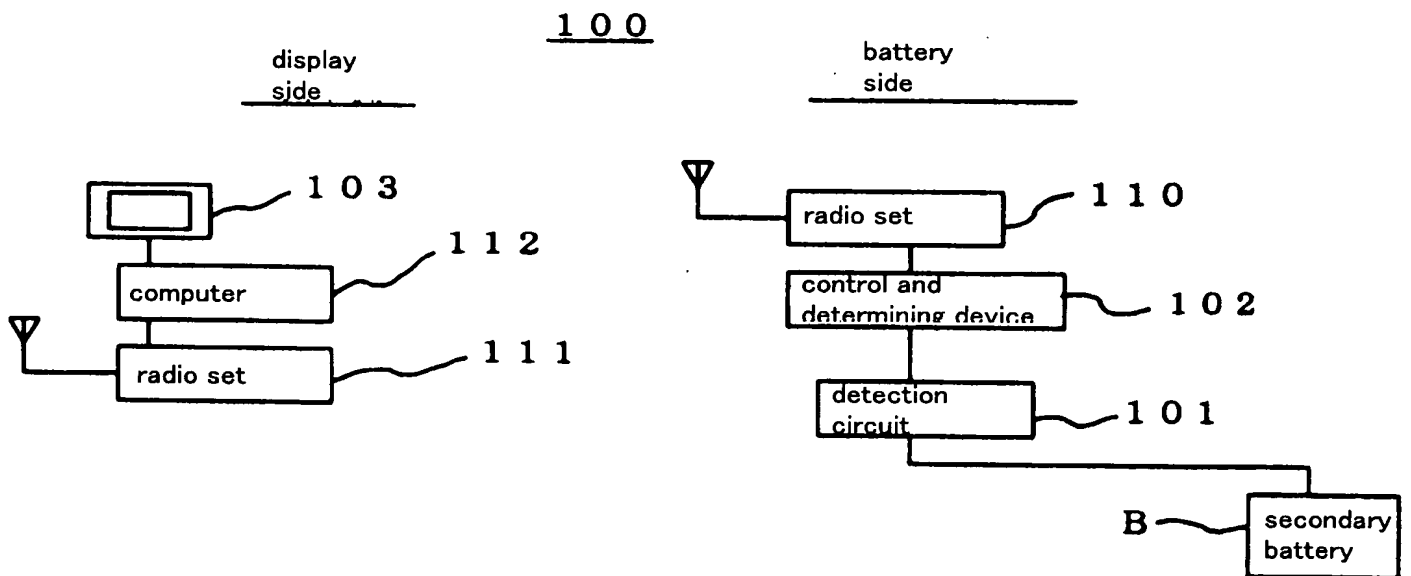 100
display
side
battery
side
103
112
computer
111
radio set
110
radio set
102
control and
determining device
101
detection
circuit
B
secondary
battery